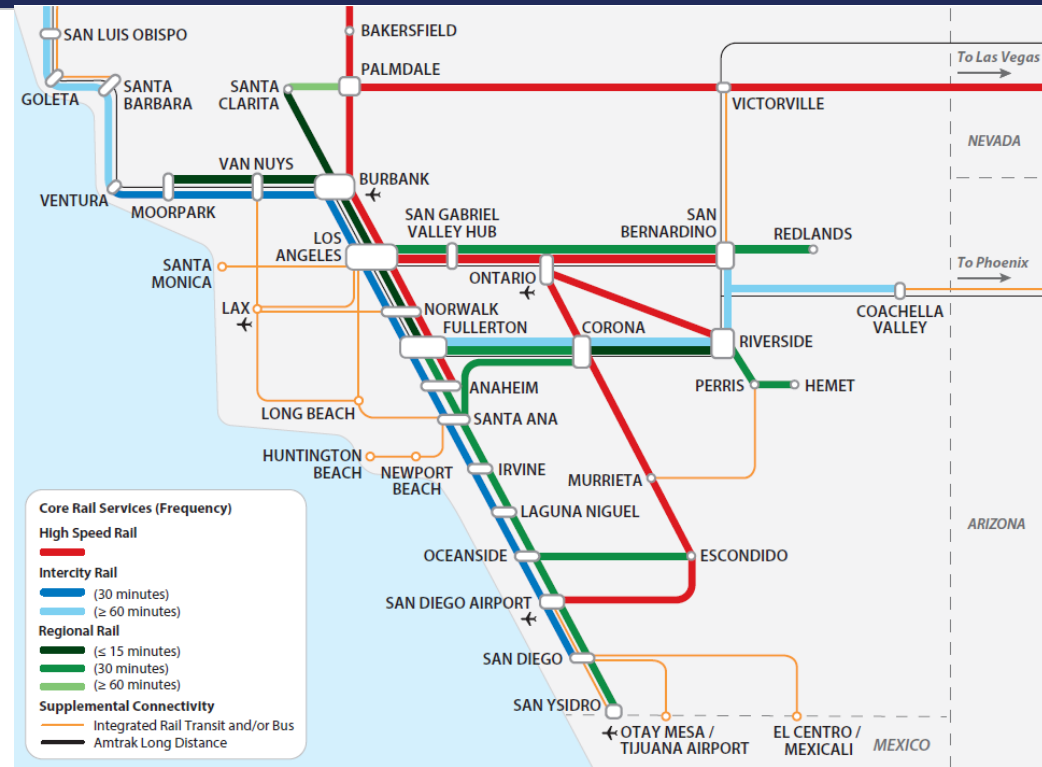 SAN LUIS OBISPO
BAKERSFIELD
PALMDALE
To Las Vegas
GOLETA
SANTA
BARBARA
SANTA
CLARITA
VICTORVILLE
NEVADA
VAN NUYS
BURBANK
VENTURA
MOORPARK
SAN GABRIEL
VALLEY HUB
SAN
BERNARDINO
REDLANDS
LOS
ANGELES
SANTA
MONICA
ONTARIO
To Phoenix
LAX
NORWALK
COACHELLA
VALLEY
FULLERTON
CORONA
RIVERSIDE
ANAHEIM
PERRIS
HEMET
LONG BEACH
SANTA ANA
HUNTINGTON
BEACH
NEWPORT
BEACH
IRVINE
MURRIETA
LAGUNA NIGUEL
ARIZONA
OCEANSIDE
ESCONDIDO
SAN DIEGO AIRPORT
SAN DIEGO
SAN YSIDRO
OTAY MESA /
TIJUANA AIRPORT
EL CENTRO /
MEXICALI
MEXICO
Core Rail Services (Frequency)
High Speed Rail
Intercity Rail
(30 minutes)
(≥ 60 minutes)
Regional Rail
(≤ 15 minutes)
(30 minutes)
(≥ 60 minutes)
Supplemental Connectivity
Integrated Rail Transit and/or Bus
Amtrak Long Distance